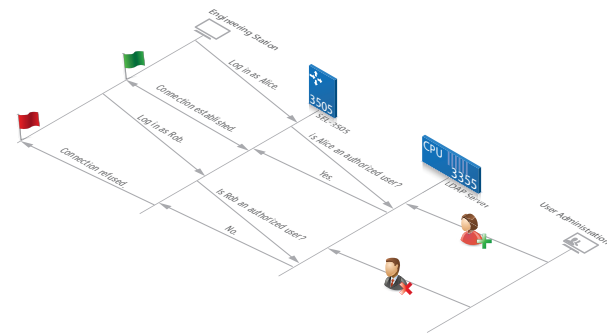 Engineering Station
Log in as Alice.
3505
SEL-3505
Connection established.
Log in as Rob.
Is Alice an authorized user?
CPU
3355
LDAP Server
Connection refused.
Yes.
Is Rob an authorized user?
User Administration
No.